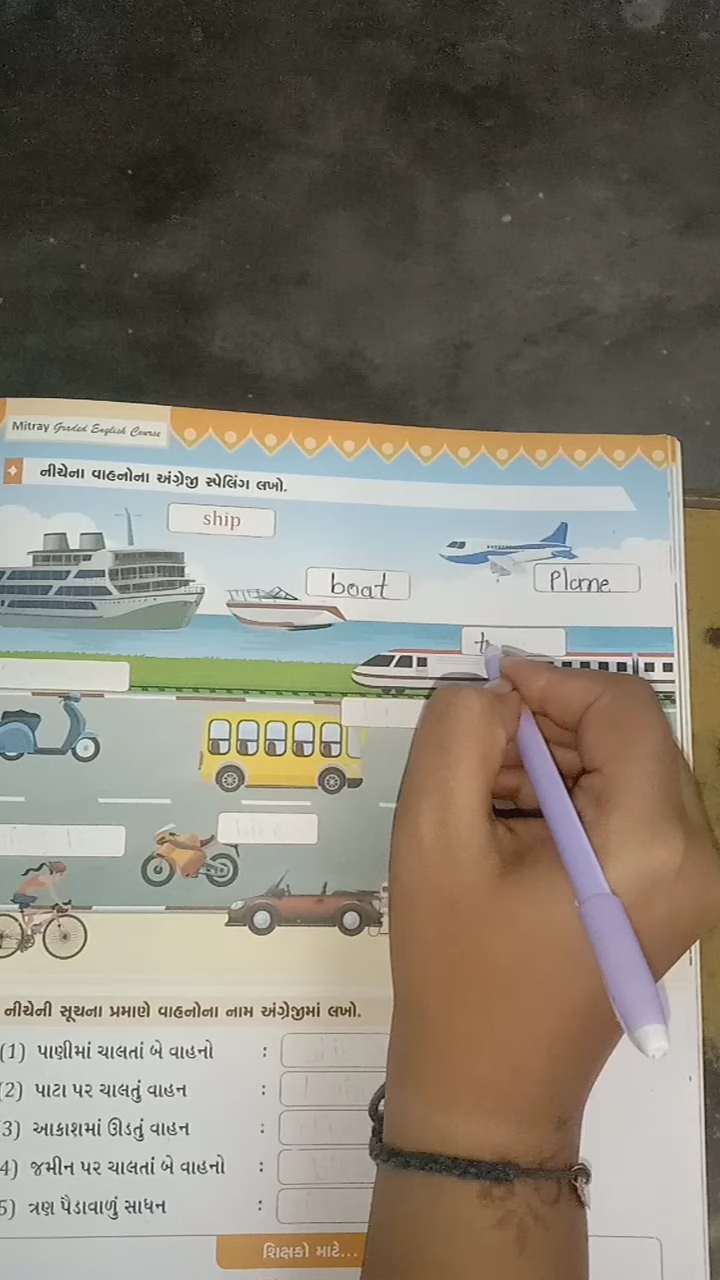 Mitray Graded English Course
નીચેના વાહનોના અંગ્રેજી સ્પેલિંગ લખો.
ship
boat
Plane
નીચેની સૂચના પ્રમાણે વાહનોના નામ અંગ્રેજીમાં લખો.
(1) પાણીમાં ચાલતાં બે વાહનો :
2) પાટા પર ચાલતું વાહન :
3) આકાશમાં ઊડતું વાહન :
4) જમીન પર ચાલતાં બે વાહનો :
5) ત્રણ પૈડાવાળું સાધન :
શિક્ષકો માટે...